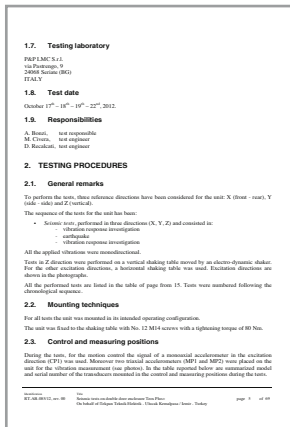 1.7. Testing laboratory
P&P LMC S.r.l.
via Pastrengo, 9
24068 Seriate (BG)
ITALY
1.8. Test date
October 17th – 18th – 19th – 22nd, 2012.
1.9. Responsibilities
A. Bonzi, test responsible
M. Civera, test engineer
D. Recalcati, test engineer
2. TESTING PROCEDURES
2.1. General remarks
To perform the tests, three reference directions have been considered for the unit: X (front - rear), Y
(side - side) and Z (vertical).
The sequence of the tests for the unit has been:
• Seismic tests, performed in three directions (X, Y, Z) and consisted in:
- vibration response investigation
- earthquake
- vibration response investigation
All the applied vibrations were monodirectional.
Tests in Z direction were performed on a vertical shaking table moved by an electro-dynamic shaker.
For the other excitation directions, a horizontal shaking table was used. Excitation directions are
shown in the photographs.
All the performed tests are listed in the table of page from 15. Tests were numbered following the
chronological sequence.
2.2. Mounting techniques
For all tests the unit was mounted in its intended operating configuration.
The unit was fixed to the shaking table with No. 12 M14 screws with a tightening torque of 80 Nm.
2.3. Control and measuring positions
During the tests, for the motion control the signal of a monoaxial accelerometer in the excitation
direction (CP1) was used. Moreover two triaxial accelerometers (MP1 and MP2) were placed on the
unit for the vibration measurement (see photos). In the table reported below are summarized model
and serial number of the transducers mounted in the control and measuring positions during the tests.
page 5 of 69